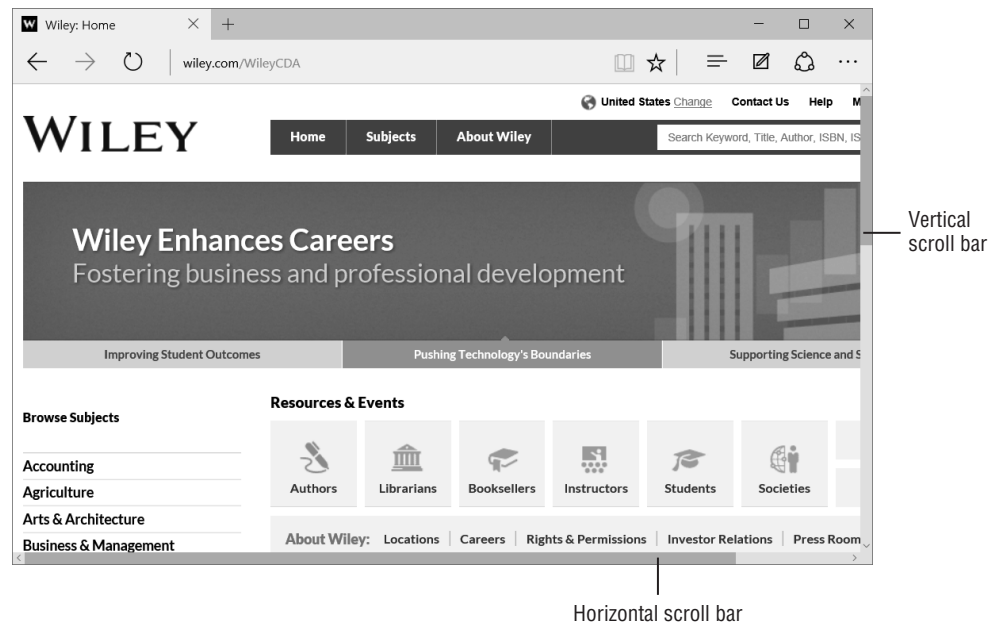 W Wiley: Home
wiley.com/WileyCDA
United States Change Contact Us Help M
WILEY
Home Subjects About Wiley
Search Keyword, Title, Author, ISBN, IS
Wiley Enhances Careers
Fostering business and professional development
Vertical
scroll bar
Improving Student Outcomes Pushing Technology's Boundaries Supporting Science and S
Resources & Events
Browse Subjects
Accounting
Agriculture
Arts & Architecture
Business & Management
Authors Librarians Booksellers Instructors Students Societies
About Wiley: Locations Careers Rights & Permissions Investor Relations Press Room
Horizontal scroll bar